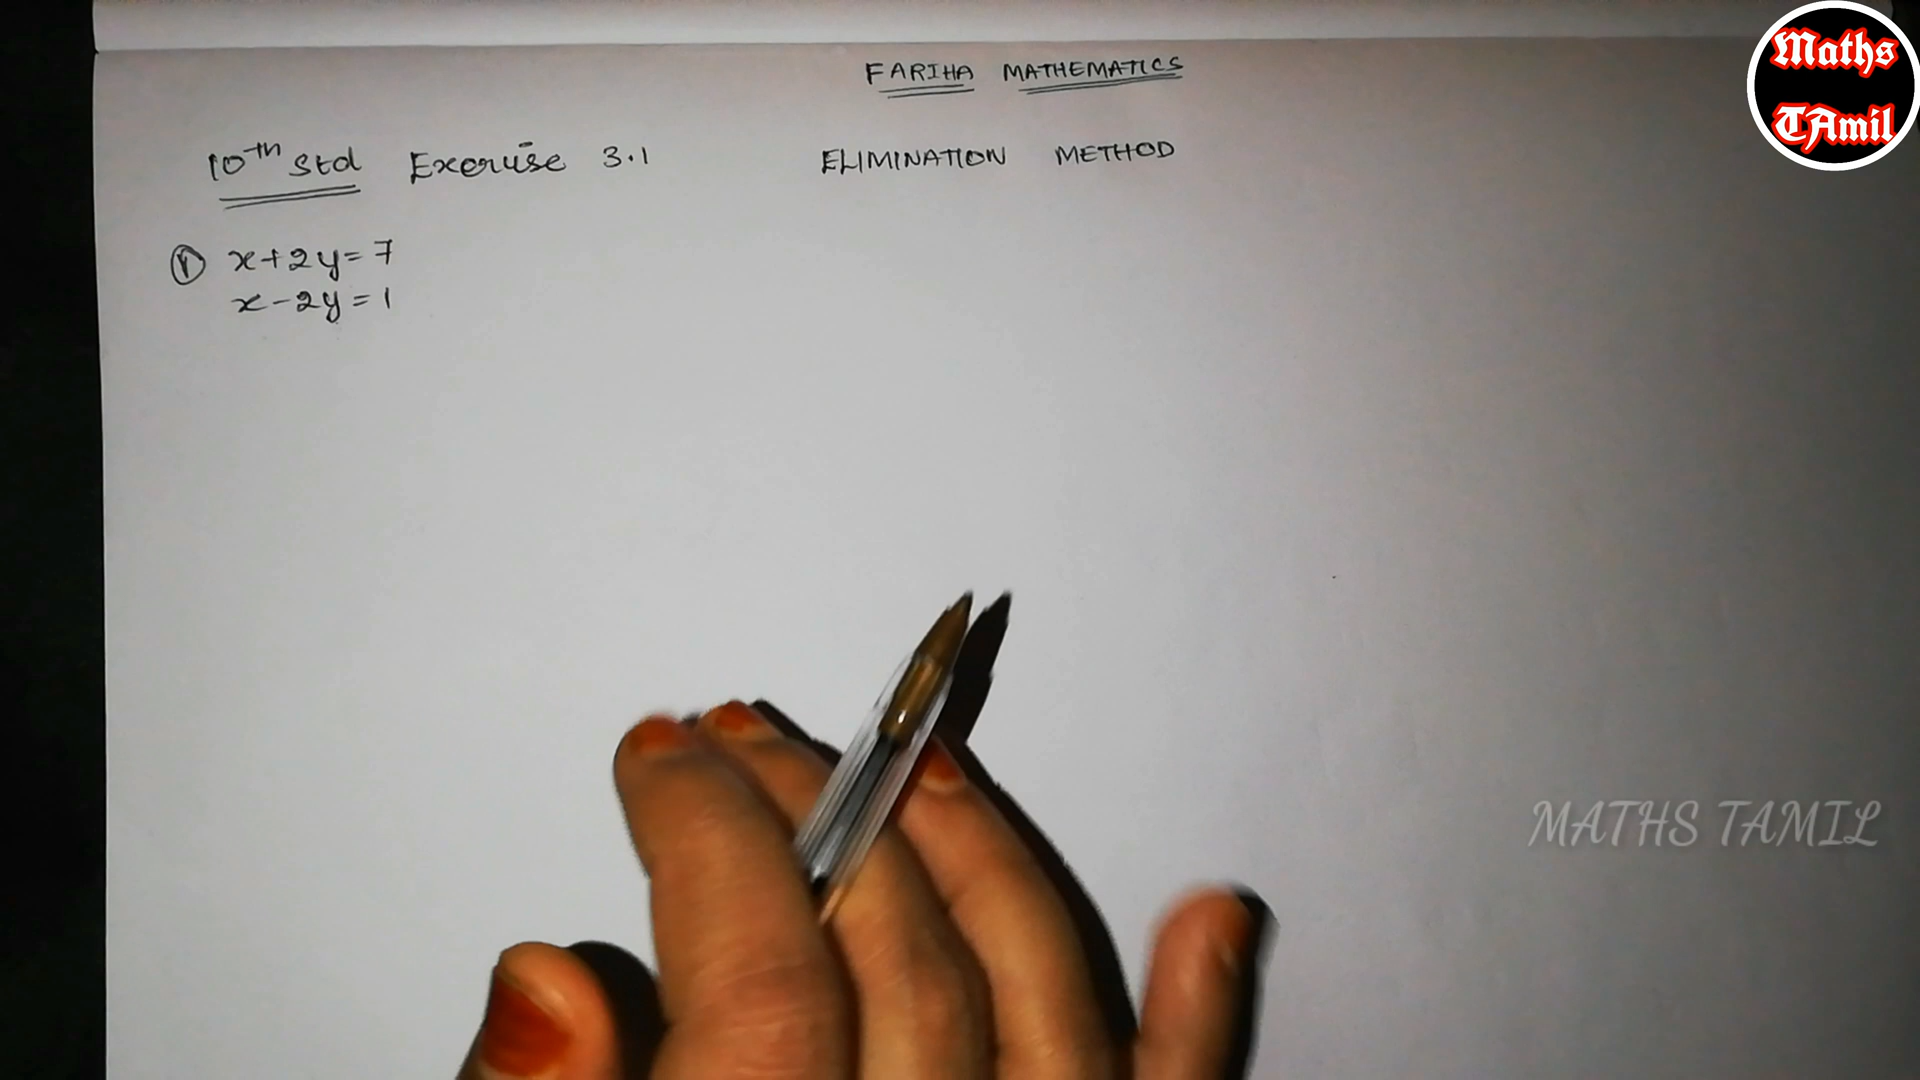 FARIHA MATHEMATICS
Maths
TAmil
10th Std Exercise 3.1 ELIMINATION METHOD
① x+2y=7
x-2y=1
MATHS TAMIL